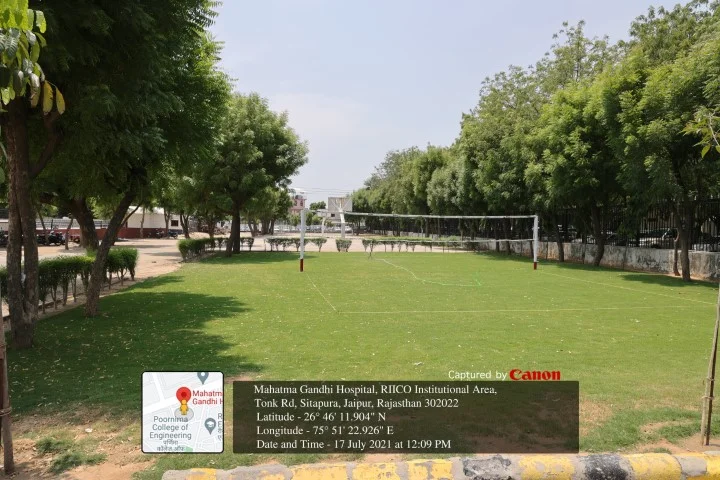 Captured by Canon
Mahatma Gandhi Hospital, RIICO Institutional Area,
Tonk Rd, Sitapura, Jaipur, Rajasthan 302022
Latitude - 26° 46' 11.904" N
Longitude - 75° 51' 22.926" E
Date and Time - 17 July 2021 at 12:09 PM
Mahatm
Gandhi H
Poornima
College of
Engineering